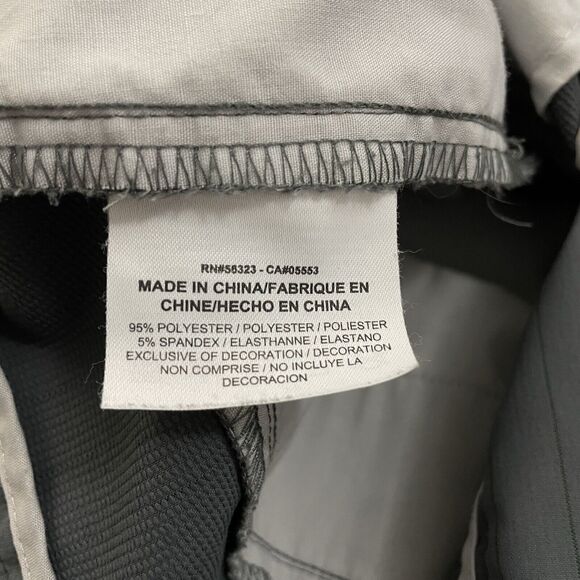 RN#56323 - CA#05553
MADE IN CHINA/FABRIQUE EN
CHINE/HECHO EN CHINA
95% POLYESTER / POLYESTER / POLIESTER
5% SPANDEX / ELASTHANNE / ELASTANO
EXCLUSIVE OF DECORATION / DECORATION
NON COMPRISE / NO INCLUYE LA
DECORACION